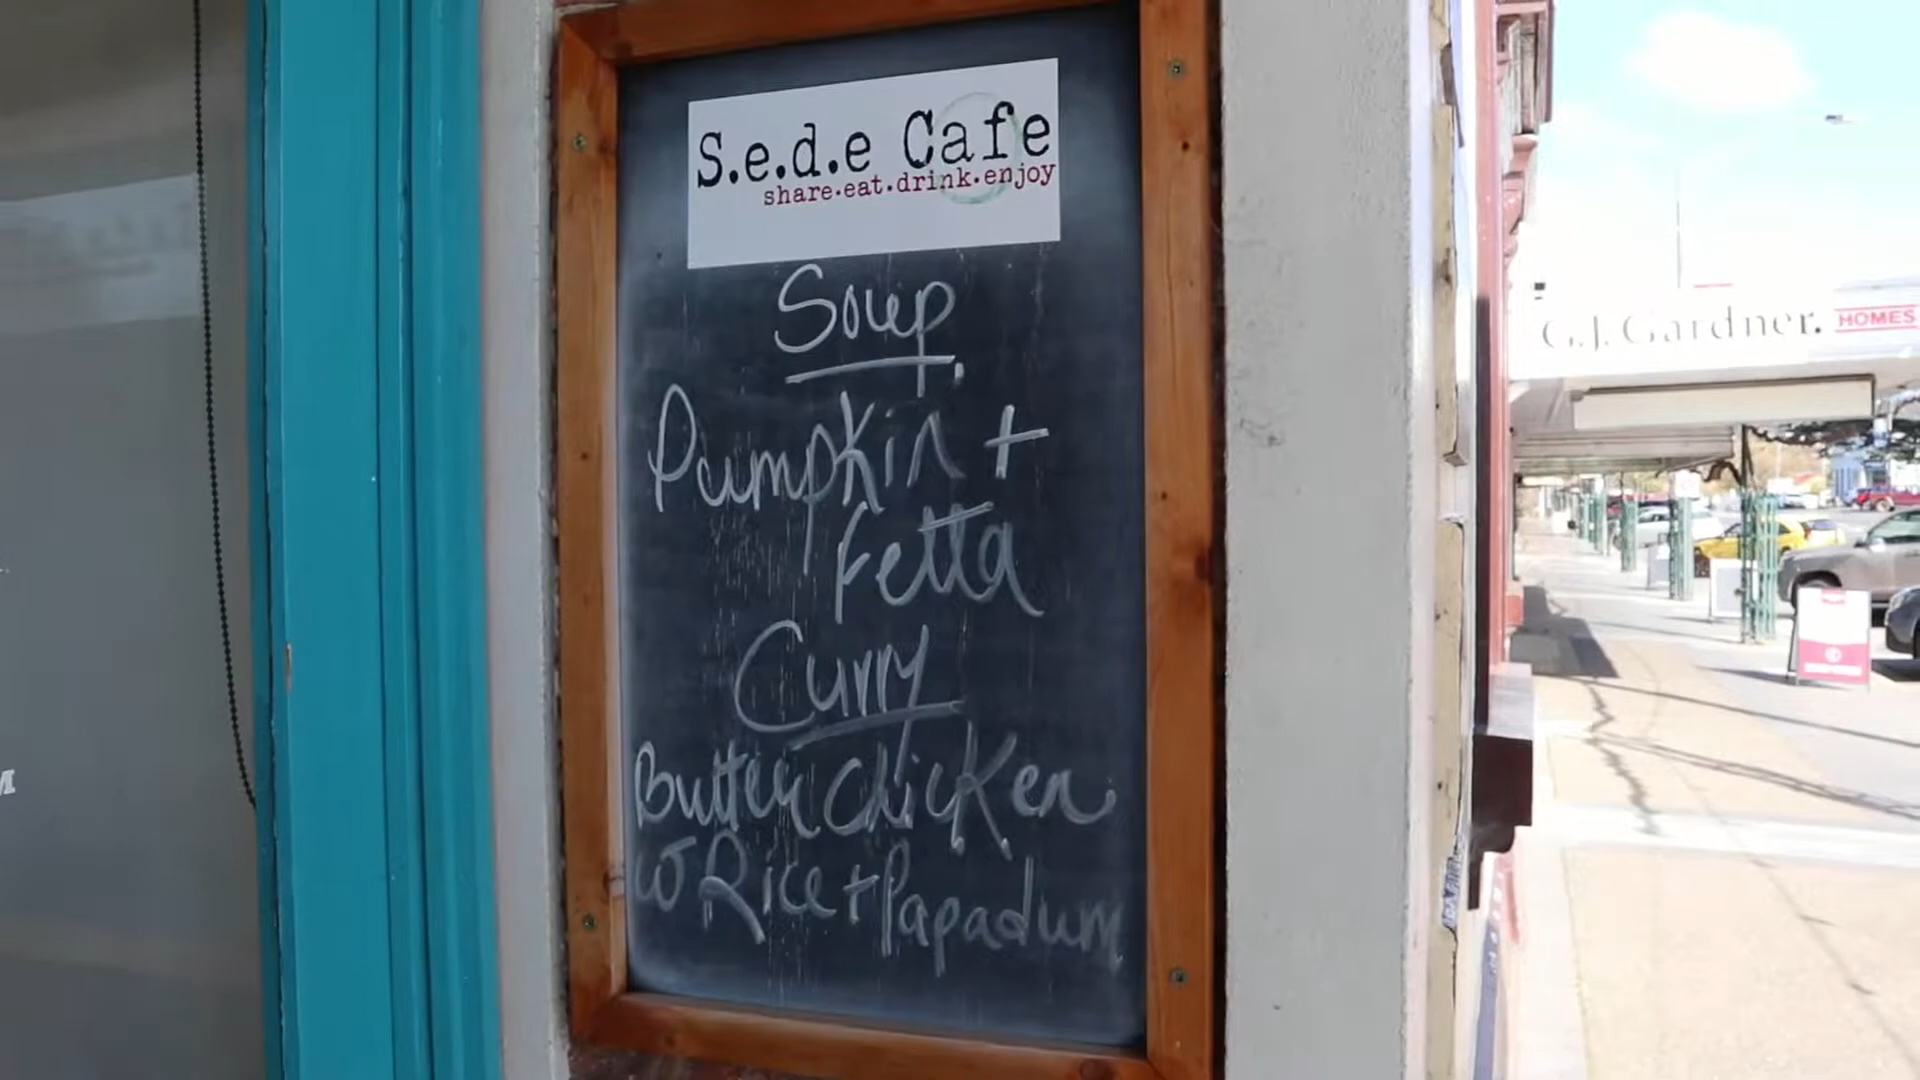 S.e.d.e Cafe
share.eat.drink.enjoy
Soup
Pumpkin +
Fetta
Curry
Butter Chicken
w Rice + Papadum
G.J. Gardner. HOMES